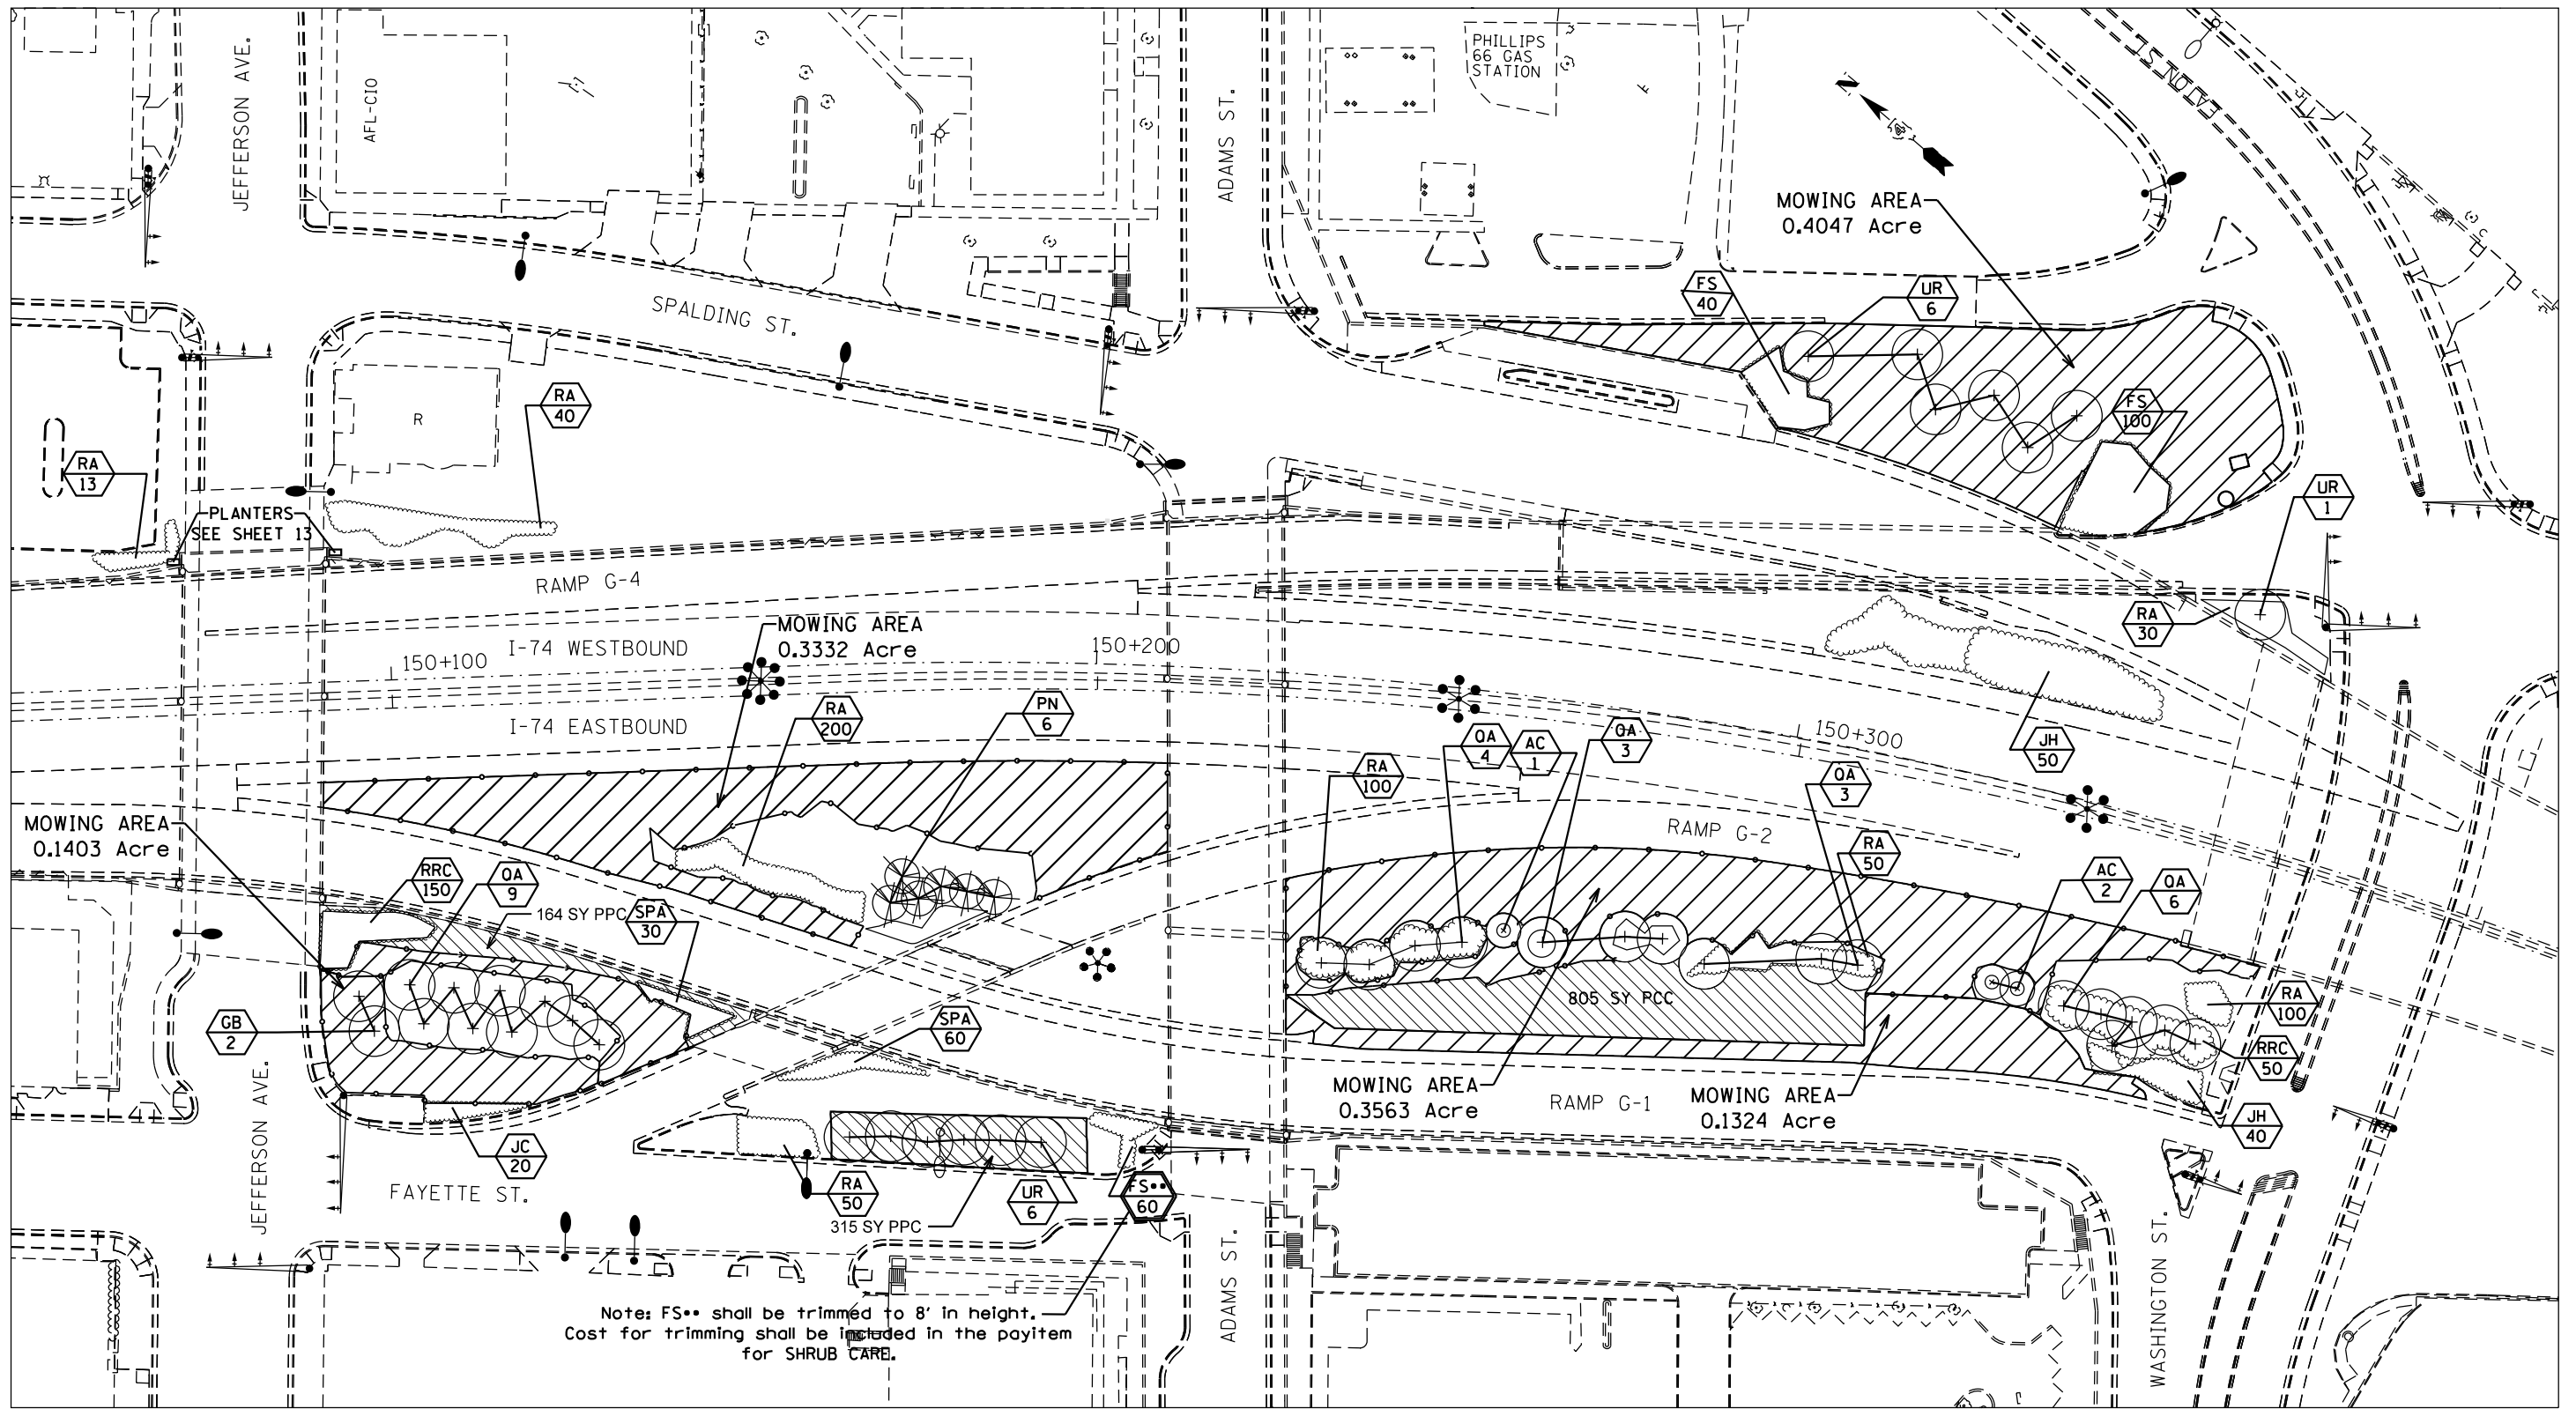 JEFFERSON AVE.
AFL-CIO
ADAMS ST.
PHILLIPS
66 GAS
STATION
EATON ST.
N
MOWING AREA
0.4047 Acre
SPALDING ST.
FS
40
UR
6
FS
100
R
RA
40
RA
13
PLANTERS
SEE SHEET 13
UR
1
RAMP G-4
RA
30
MOWING AREA
0.3332 Acre
I-74 WESTBOUND
150+100
150+200
I-74 EASTBOUND
RA
200
PN
6
150+300
JH
50
RA
100
OA
4
AC
1
OA
3
OA
3
RAMP G-2
RA
50
AC
2
OA
6
MOWING AREA
0.1403 Acre
RRC
150
OA
9
164 SY PPC
SPA
30
805 SY PCC
RA
100
GB
2
SPA
60
RRC
50
MOWING AREA
0.3563 Acre
RAMP G-1
MOWING AREA
0.1324 Acre
JH
40
JEFFERSON AVE.
JC
20
FAYETTE ST.
RA
50
315 SY PPC
UR
6
FS••
60
ADAMS ST.
WASHINGTON ST.
Note: FS•• shall be trimmed to 8' in height.
Cost for trimming shall be included in the payitem
for SHRUB CARE.